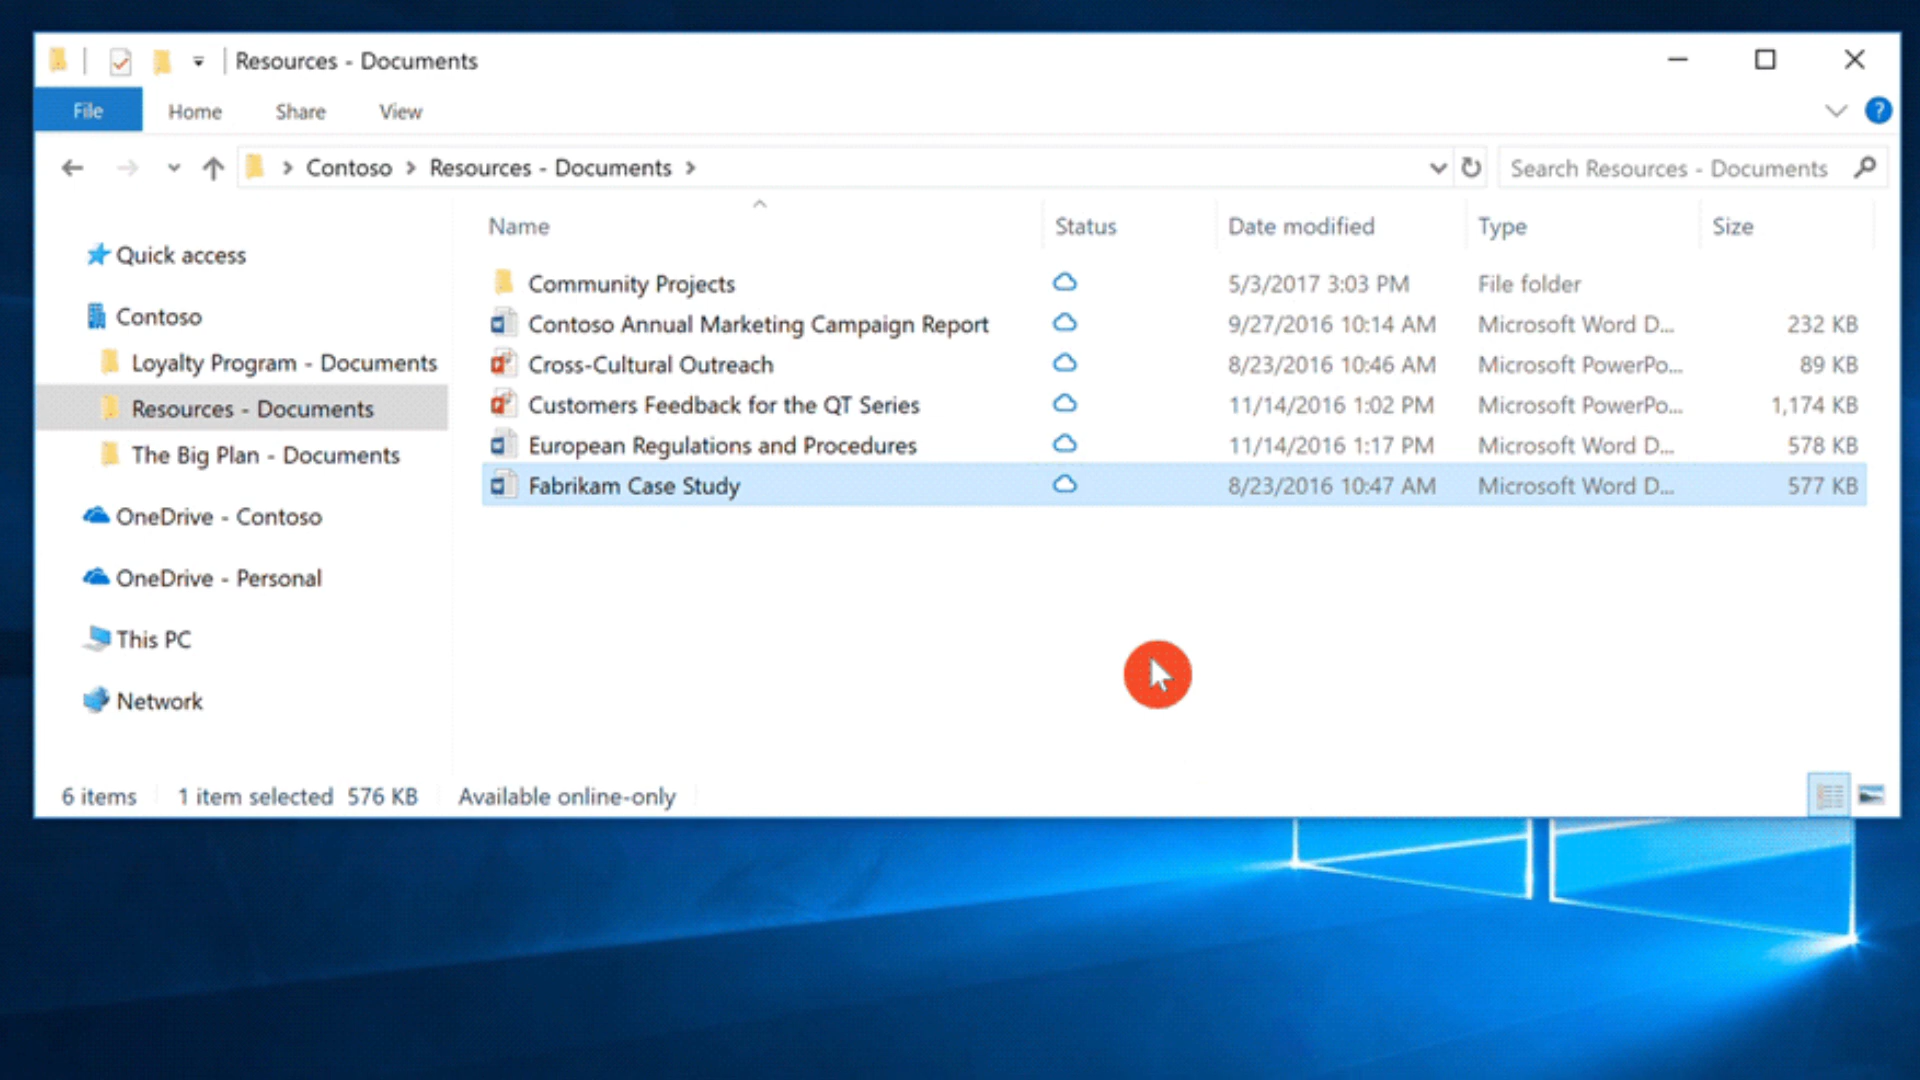 Resources - Documents
File Home Share View
?
Contoso Resources - Documents
Search Resources - Documents
Name Status Date modified Type Size
Quick access
Contoso
Loyalty Program - Documents
Resources - Documents
The Big Plan - Documents
OneDrive - Contoso
OneDrive - Personal
This PC
Network
Community Projects 5/3/2017 3:03 PM File folder
Contoso Annual Marketing Campaign Report 9/27/2016 10:14 AM Microsoft Word D... 232 KB
Cross-Cultural Outreach 8/23/2016 10:46 AM Microsoft PowerPo... 89 KB
Customers Feedback for the QT Series 11/14/2016 1:02 PM Microsoft PowerPo... 1,174 KB
European Regulations and Procedures 11/14/2016 1:17 PM Microsoft Word D... 578 KB
Fabrikam Case Study 8/23/2016 10:47 AM Microsoft Word D... 577 KB
6 items 1 item selected 576 KB Available online-only